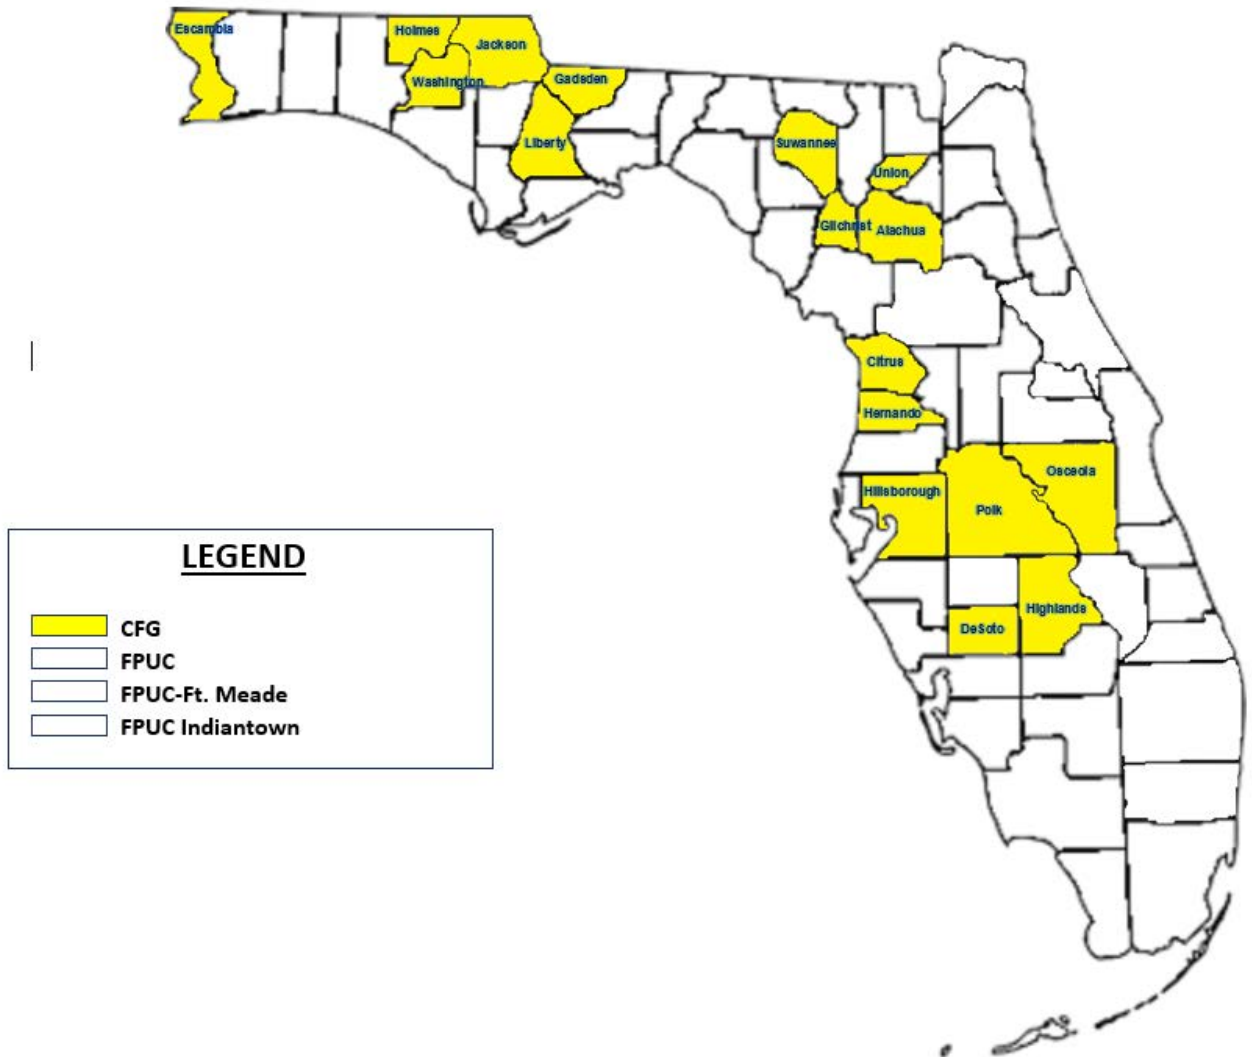 Escambia
Holmes
Jackson
Washington
Gadsden
Liberty
Suwannee
Union
Gilchrist
Alachua
Citrus
Hernando
Hillsborough
Polk
Osceola
Highlands
DeSoto
LEGEND
CFG
FPUC
FPUC-Ft. Meade
FPUC Indiantown